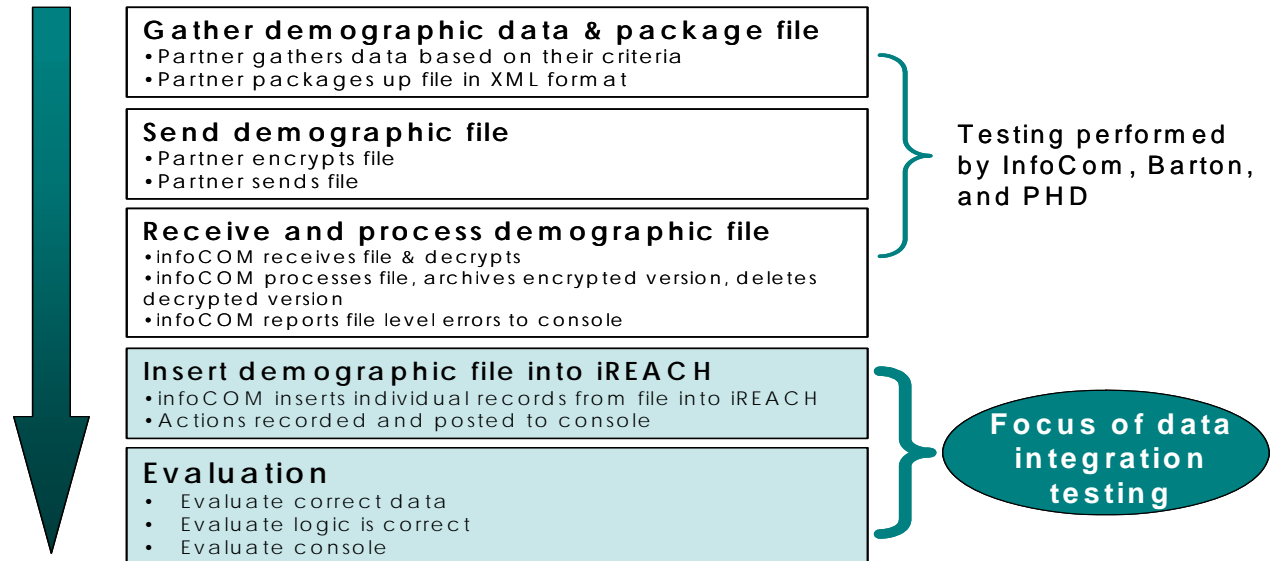 Gather demographic data & package file
•Partner gathers data based on their criteria
•Partner packages up file in XML format
Send demographic file
•Partner encrypts file
•Partner sends file
Receive and process demographic file
•infoCOM receives file & decrypts
•infoCOM processes file, archives encrypted version, deletes
decrypted version
•infoCOM reports file level errors to console
Testing performed
by InfoCom, Barton,
and PHD
Insert demographic file into iREACH
•infoCOM inserts individual records from file into iREACH
•Actions recorded and posted to console
Evaluation
• Evaluate correct data
• Evaluate logic is correct
• Evaluate console
Focus of data
integration
testing